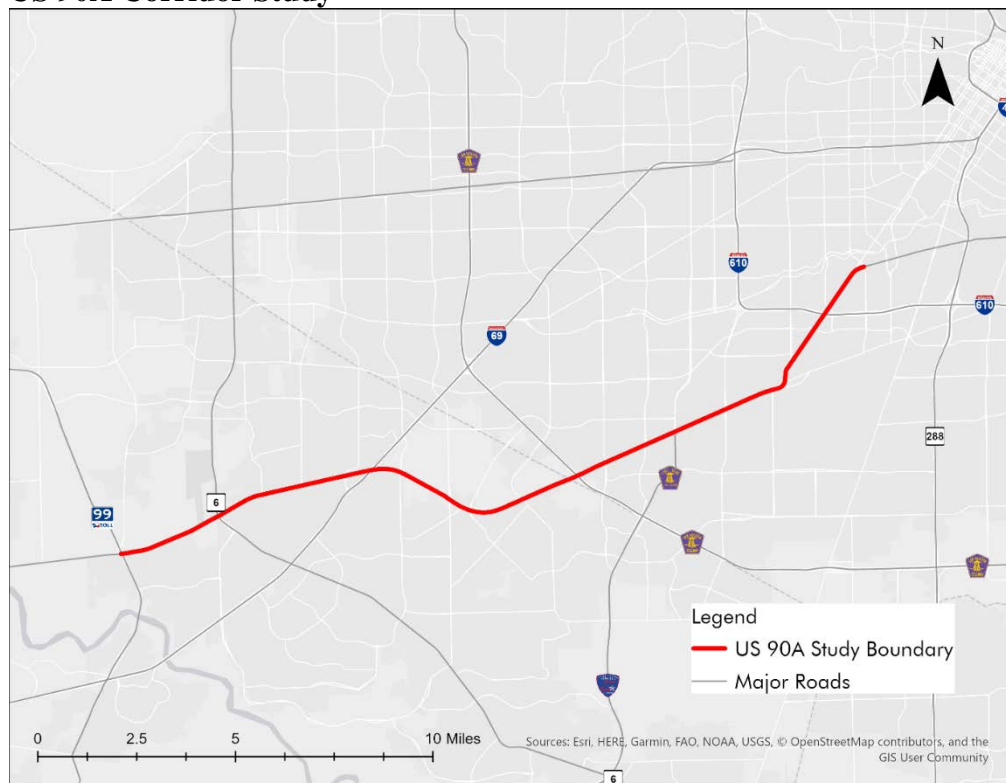 US 90A Corridor Study
N
610
69
610
288
6
99
Legend
US 90A Study Boundary
Major Roads
0 2.5 5 10 Miles
Sources: Esri, HERE, Garmin, FAO, NOAA, USGS, © OpenStreetMap contributors, and the
GIS User Community
6